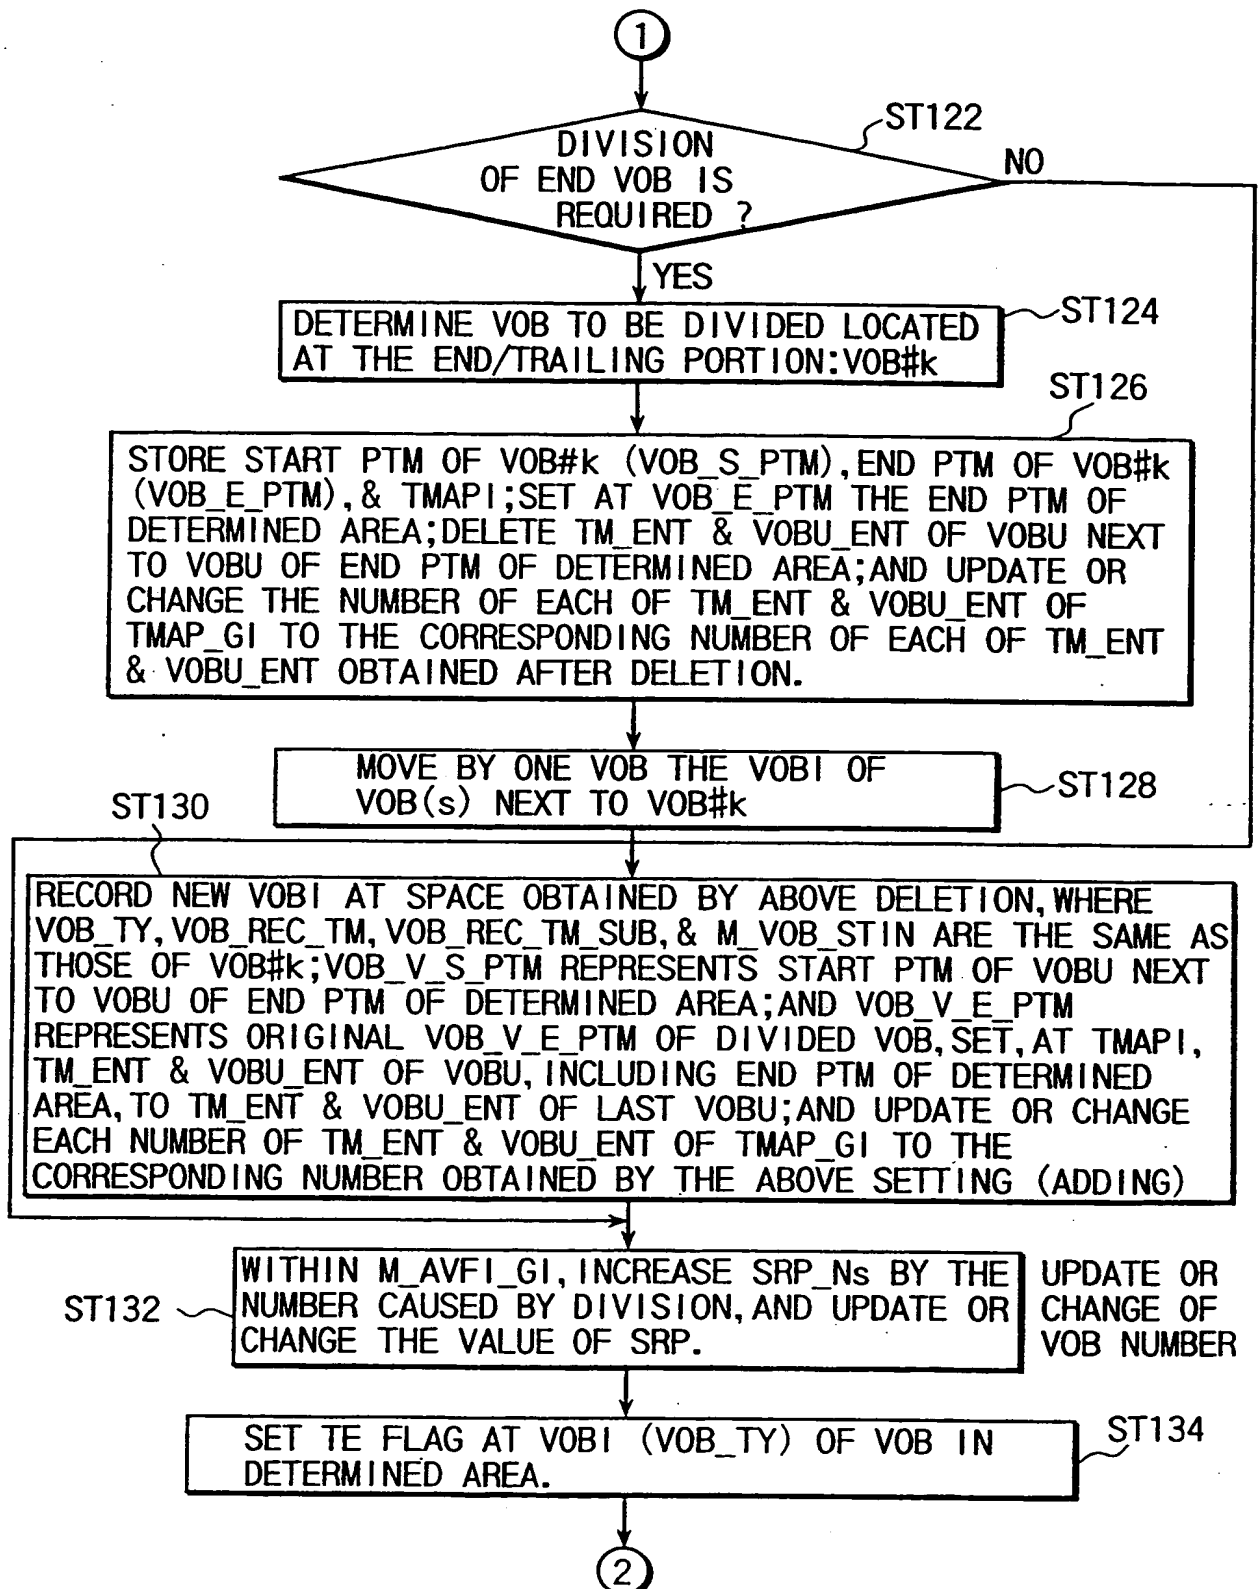 1
ST122
DIVISION
OF END VOB IS
REQUIRED ?
NO
YES
ST124
DETERMINE VOB TO BE DIVIDED LOCATED
AT THE END/TRAILING PORTION:VOB#k
ST126
STORE START PTM OF VOB#k (VOB_S_PTM),END PTM OF VOB#k
(VOB_E_PTM),& TMAPI;SET AT VOB_E_PTM THE END PTM OF
DETERMINED AREA;DELETE TM_ENT & VOBU_ENT OF VOBU NEXT
TO VOBU OF END PTM OF DETERMINED AREA;AND UPDATE OR
CHANGE THE NUMBER OF EACH OF TM_ENT & VOBU_ENT OF
TMAP_GI TO THE CORRESPONDING NUMBER OF EACH OF TM_ENT
& VOBU_ENT OBTAINED AFTER DELETION.
MOVE BY ONE VOB THE VOBI OF
VOB(s) NEXT TO VOB#k
ST128
ST130
RECORD NEW VOBI AT SPACE OBTAINED BY ABOVE DELETION,WHERE
VOB_TY,VOB_REC_TM,VOB_REC_TM_SUB,& M_VOB_STIN ARE THE SAME AS
THOSE OF VOB#k;VOB_V_S_PTM REPRESENTS START PTM OF VOBU NEXT
TO VOBU OF END PTM OF DETERMINED AREA;AND VOB_V_E_PTM
REPRESENTS ORIGINAL VOB_V_E_PTM OF DIVIDED VOB,SET,AT TMAPI,
TM_ENT & VOBU_ENT OF VOBU,INCLUDING END PTM OF DETERMINED
AREA,TO TM_ENT & VOBU_ENT OF LAST VOBU;AND UPDATE OR CHANGE
EACH NUMBER OF TM_ENT & VOBU_ENT OF TMAP_GI TO THE
CORRESPONDING NUMBER OBTAINED BY THE ABOVE SETTING (ADDING)
ST132
WITHIN M_AVFI_GI,INCREASE SRP_Ns BY THE
NUMBER CAUSED BY DIVISION,AND UPDATE OR
CHANGE THE VALUE OF SRP.
UPDATE OR
CHANGE OF
VOB NUMBER
SET TE FLAG AT VOBI (VOB_TY) OF VOB IN
DETERMINED AREA.
ST134
2